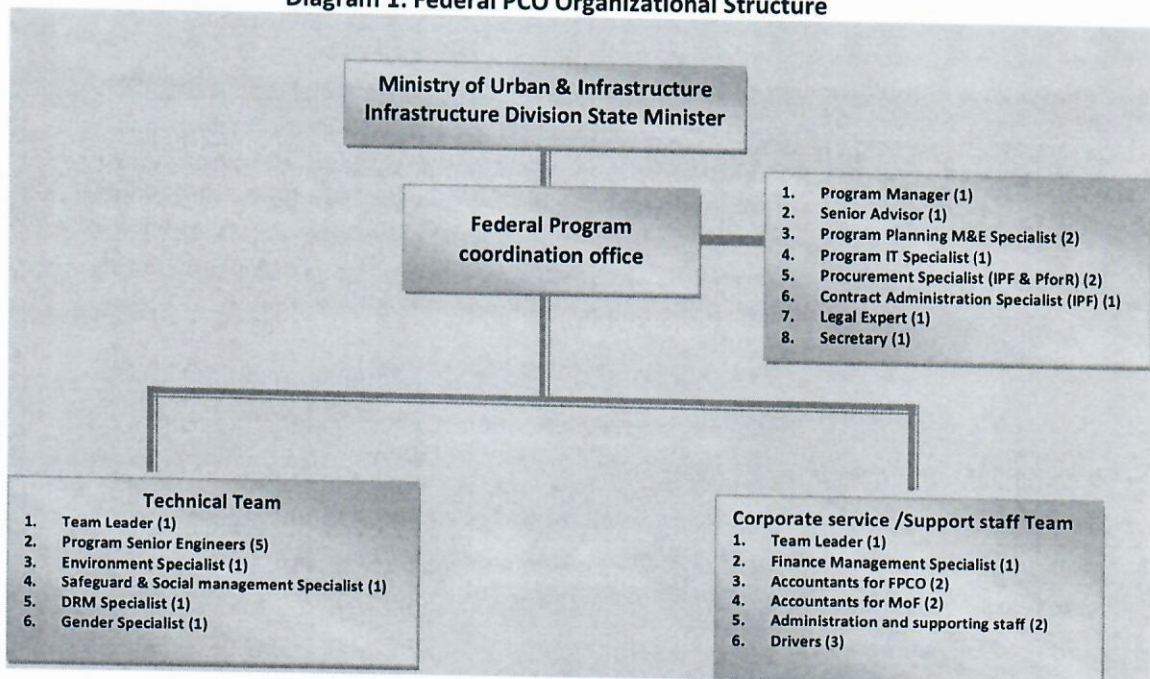 Diagram 1: Federal PCO Organizational Structure
Ministry of Urban & Infrastructure
Infrastructure Division State Minister
Federal Program
coordination office
1. Program Manager (1)
2. Senior Advisor (1)
3. Program Planning M&E Specialist (2)
4. Program IT Specialist (1)
5. Procurement Specialist (IPF & PforR) (2)
6. Contract Administration Specialist (IPF) (1)
7. Legal Expert (1)
8. Secretary (1)
Technical Team
1. Team Leader (1)
2. Program Senior Engineers (5)
3. Environment Specialist (1)
4. Safeguard & Social management Specialist (1)
5. DRM Specialist (1)
6. Gender Specialist (1)
Corporate service /Support staff Team
1. Team Leader (1)
2. Finance Management Specialist (1)
3. Accountants for FPCO (2)
4. Accountants for MoF (2)
5. Administration and supporting staff (2)
6. Drivers (3)